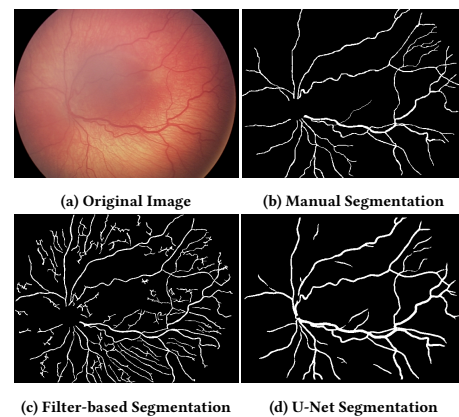 (a) Original Image
(b) Manual Segmentation
(c) Filter-based Segmentation
(d) U-Net Segmentation